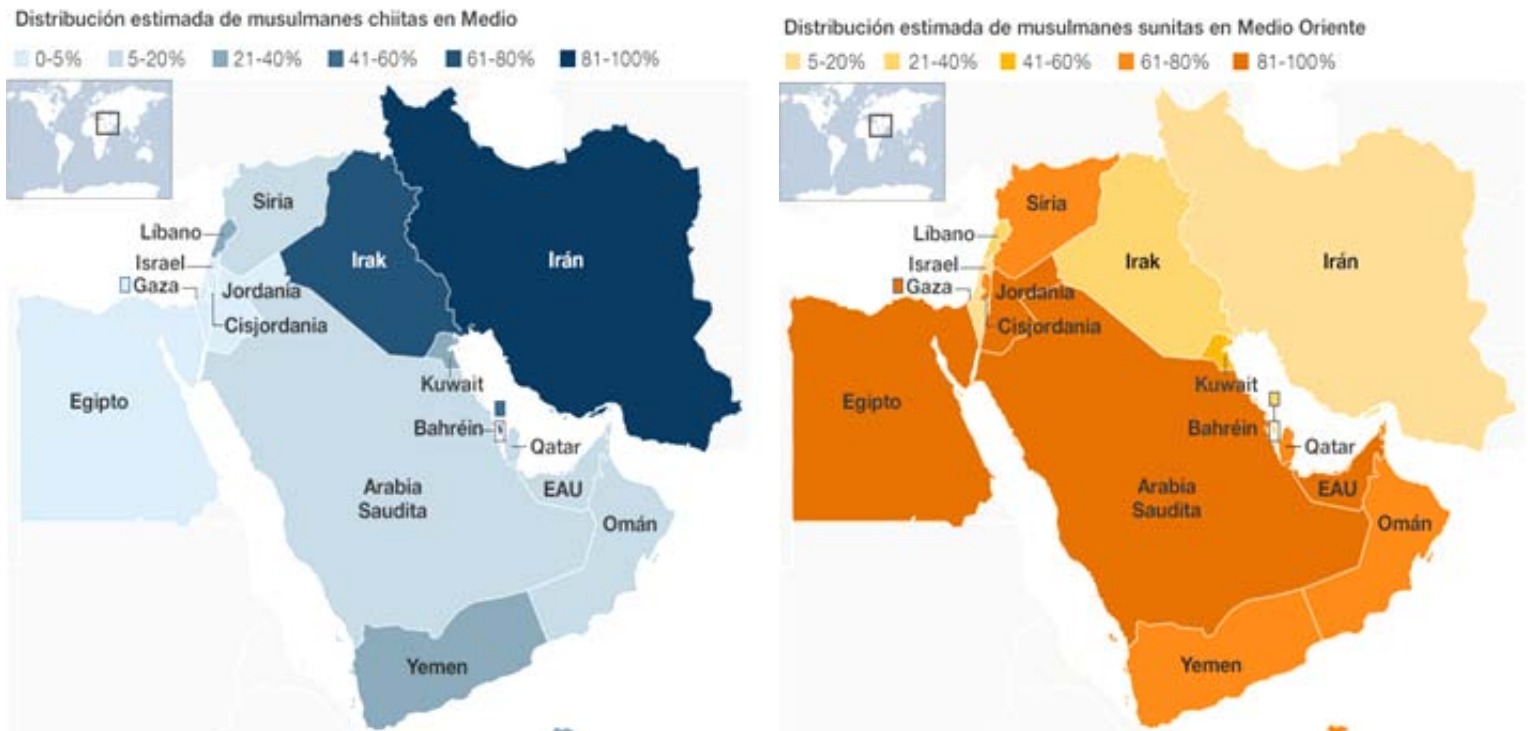 Distribución estimada de musulmanes chiitas en Medio
0-5% 5-20% 21-40% 41-60% 61-80% 81-100%
Siria
Líbano
Israel
Gaza
Irak
Irán
Jordania
Cisjordania
Kuwait
Egipto
Bahréin
Qatar
Arabia
Saudita
EAU
Omán
Yemen
Distribución estimada de musulmanes sunitas en Medio Oriente
5-20% 21-40% 41-60% 61-80% 81-100%
Siria
Líbano
Israel
Gaza
Irak
Irán
Jordania
Cisjordania
Kuwait
Egipto
Bahréin
Qatar
Arabia
Saudita
EAU
Omán
Yemen